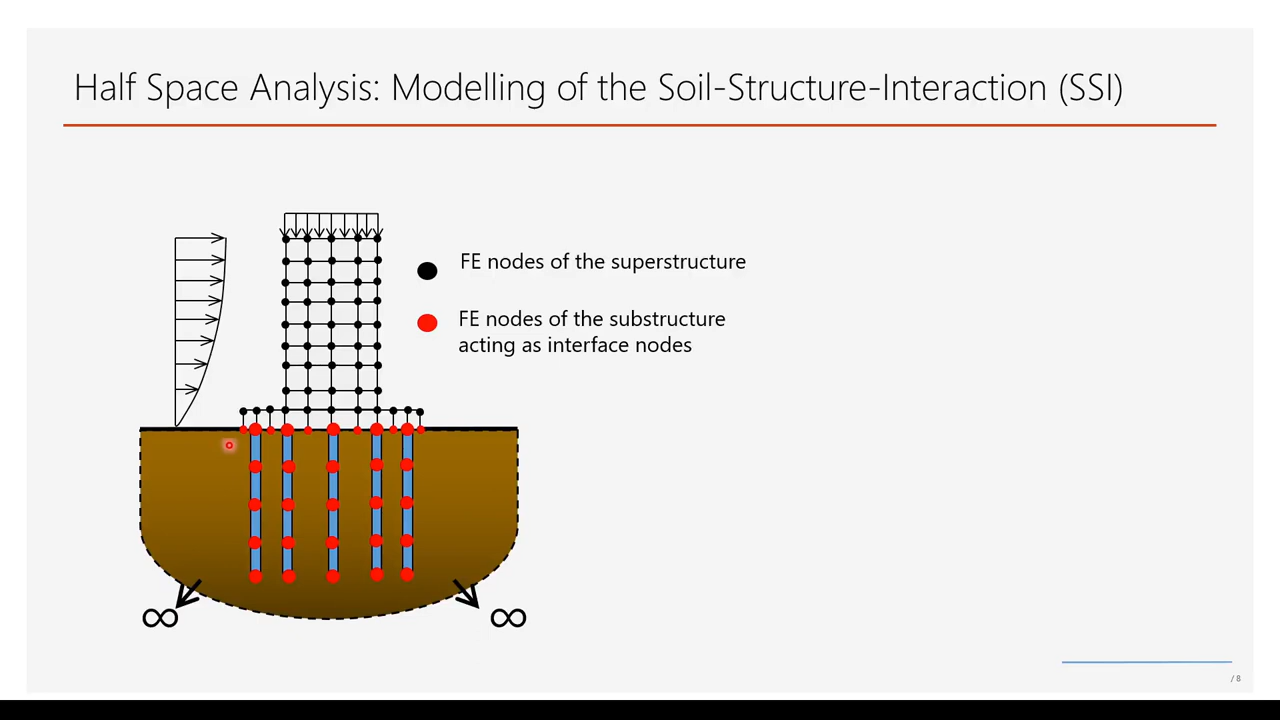 Half Space Analysis: Modelling of the Soil-Structure-Interaction (SSI)
FE nodes of the superstructure
FE nodes of the substructure
acting as interface nodes
∞
∞
/ 8